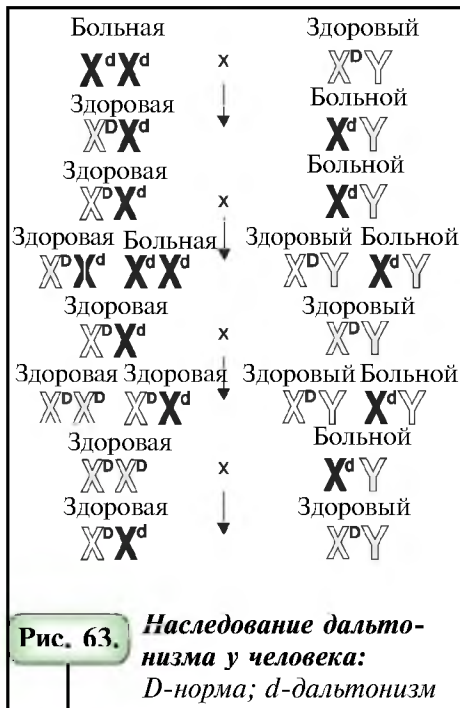 Больная Здоровый
XᵈXᵈ x XᴰY
Здоровая Больной
XᴰXᵈ XᵈY
Здоровая Больной
XᴰXᵈ x XᵈY
Здоровая Больная Здоровый Больной
XᴰXᵈ XᵈXᵈ XᴰY XᵈY
Здоровая Здоровый
XᴰXᵈ x XᴰY
Здоровая Здоровая Здоровый Больной
XᴰXᴰ XᴰXᵈ XᴰY XᵈY
Здоровая Больной
XᴰXᴰ x XᵈY
Здоровая Здоровый
XᴰXᵈ XᴰY
Рис. 63. Наследование дальто-
низма у человека:
D-норма; d-дальтонизм